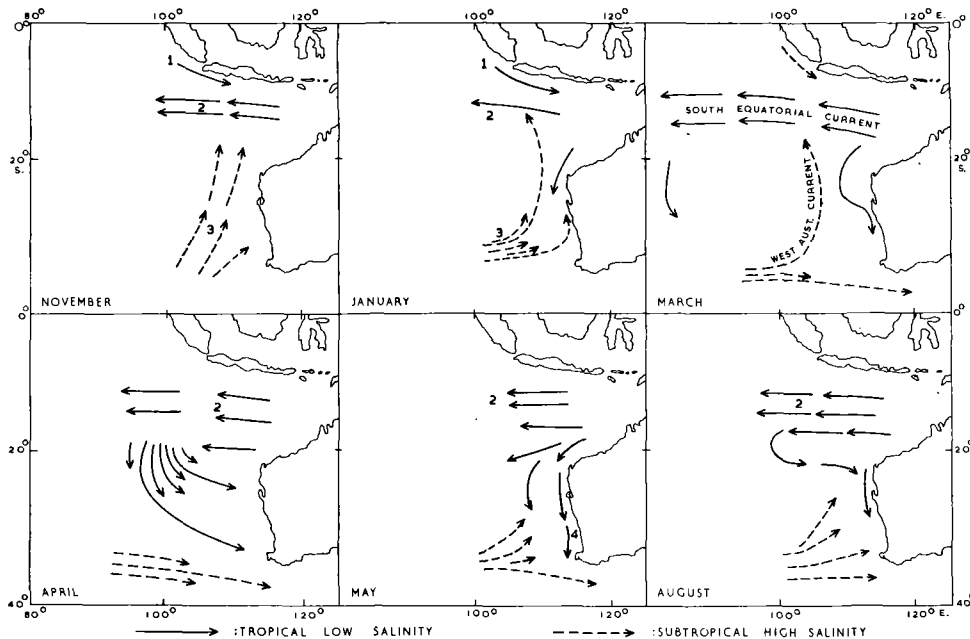 80° 100° 120° 100° 120° 100° 120° E.
0° 0°
1
2
3
20° S.
NOVEMBER
1
2
3
JANUARY
SOUTH EQUATORIAL CURRENT
WEST AUST. CURRENT
20° S.
MARCH
0° 0°
2
20° 20°
APRIL
2
4
MAY
2
AUGUST
40° 40°
80° 100° 100° 120° 100° 120° E.
:TROPICAL LOW SALINITY :SUBTROPICAL HIGH SALINITY